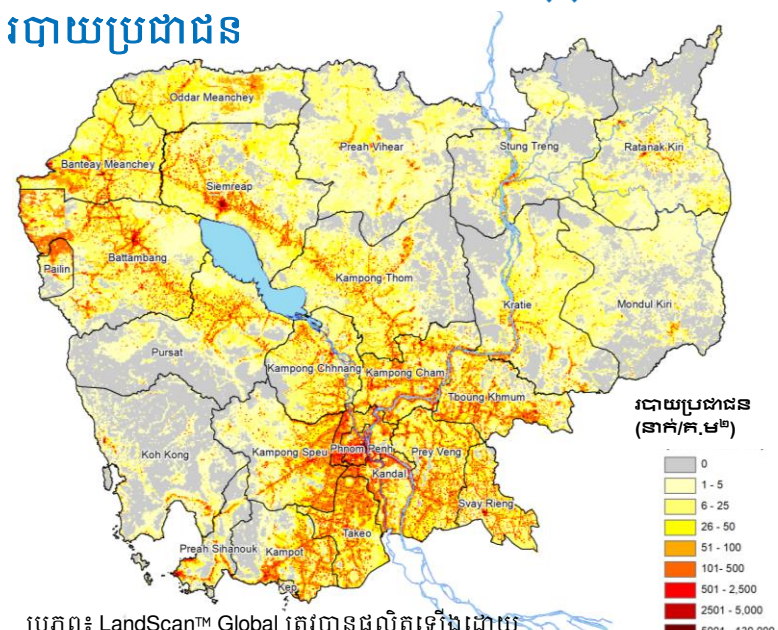 របាយប្រជាជន
Oddar Meanchey
Preah Vihear
Stung Treng
Ratanak Kiri
Banteay Meanchey
Siemreap
Battambang
Pailin
Kampong Thom
Kratie
Mondul Kiri
Pursat
Kampong Chhnang
Kampong Cham
Tboung Khmum
Koh Kong
Kampong Speu
Phnom Penh
Prey Veng
Kandal
Svay Rieng
Takeo
Preah Sihanouk
Kampot
Kep
របាយប្រជាជន
(នាក់/គ.ម២)
0
1 - 5
6 - 25
26 - 50
51 - 100
101- 500
501 - 2,500
2501 - 5,000
5001 - 130,000
ប្រភព៖ LandScan™ Global ត្រូវបានផលិតឡើងដោយ